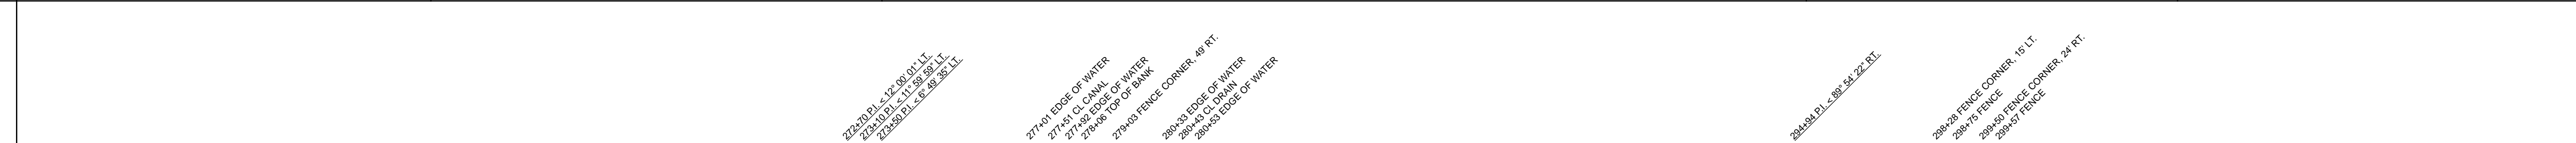 272+70 P.I. < 12° 00' 01" LT.
273+10 P.I. < 11° 59' 59" LT.
273+50 P.I. < 6° 49' 35" LT.
277+01 EDGE OF WATER
277+51 CL CANAL
277+92 EDGE OF WATER
278+06 TOP OF BANK
279+03 FENCE CORNER, 49' RT.
280+33 EDGE OF WATER
280+43 CL DRAIN
280+53 EDGE OF WATER
294+94 P.I. < 89° 54' 22" RT.
298+28 FENCE CORNER, 15' LT.
298+75 FENCE
299+50 FENCE CORNER, 24' RT.
299+57 FENCE